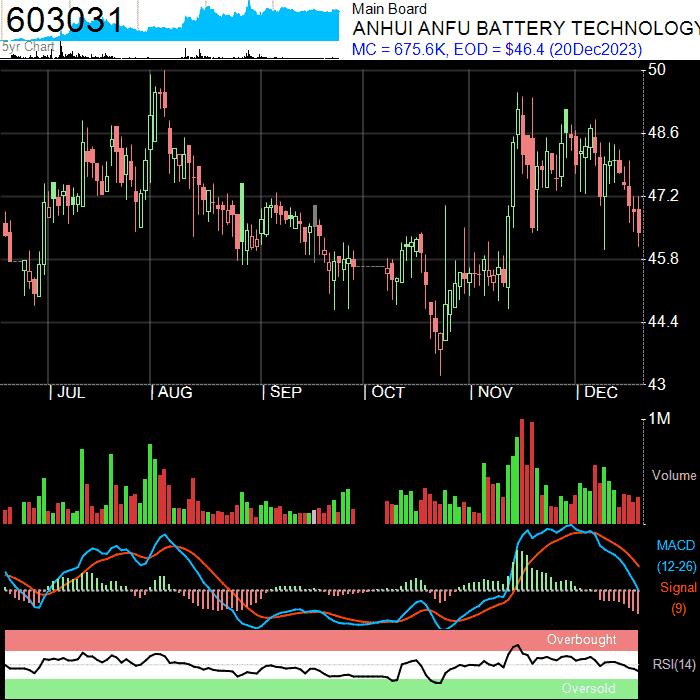 603031
5yr Chart
Main Board
ANHUI ANFU BATTERY TECHNOLOGY
MC = 675.6K, EOD = $46.4 (20Dec2023)
50
48.6
47.2
45.8
44.4
43
| JUL | AUG | SEP | OCT | NOV | DEC
1M
Volume
MACD
(12-26)
Signal
(9)
Overbought
RSI(14)
Oversold